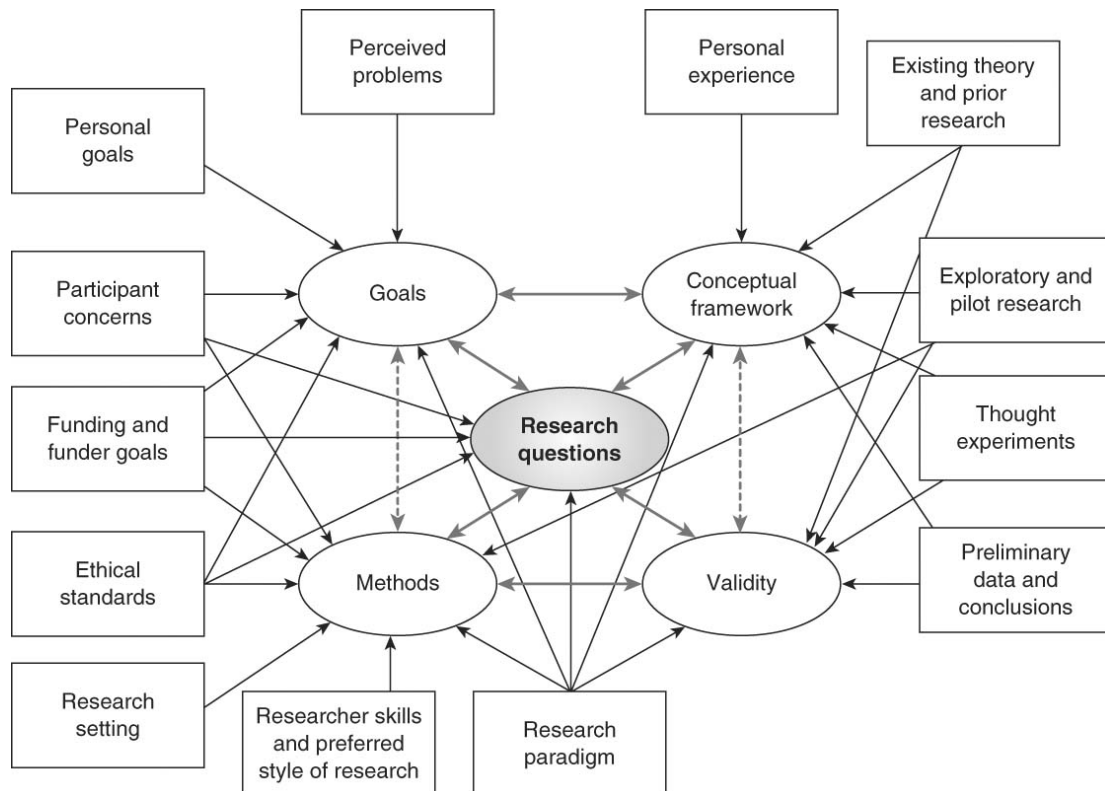 Perceived
problems
Personal
experience
Existing theory
and prior
research
Personal
goals
Participant
concerns
Goals
Conceptual
framework
Exploratory and
pilot research
Funding and
funder goals
Research
questions
Thought
experiments
Ethical
standards
Methods
Validity
Preliminary
data and
conclusions
Research
setting
Researcher skills
and preferred
style of research
Research
paradigm